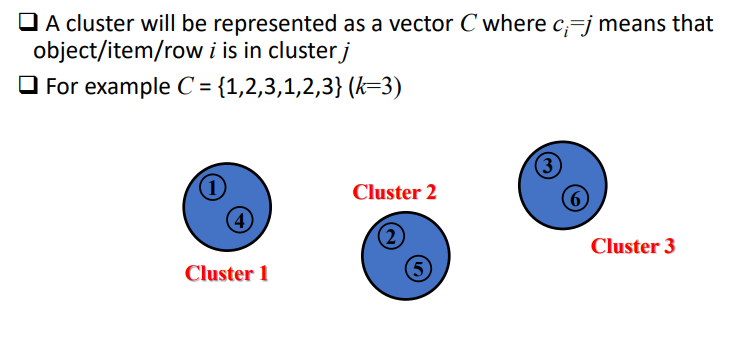 ❑ A cluster will be represented as a vector C where cᵢ=j means that
object/item/row i is in cluster j
❑ For example C = {1,2,3,1,2,3} (k=3)
1
4
Cluster 1
Cluster 2
2
5
3
6
Cluster 3